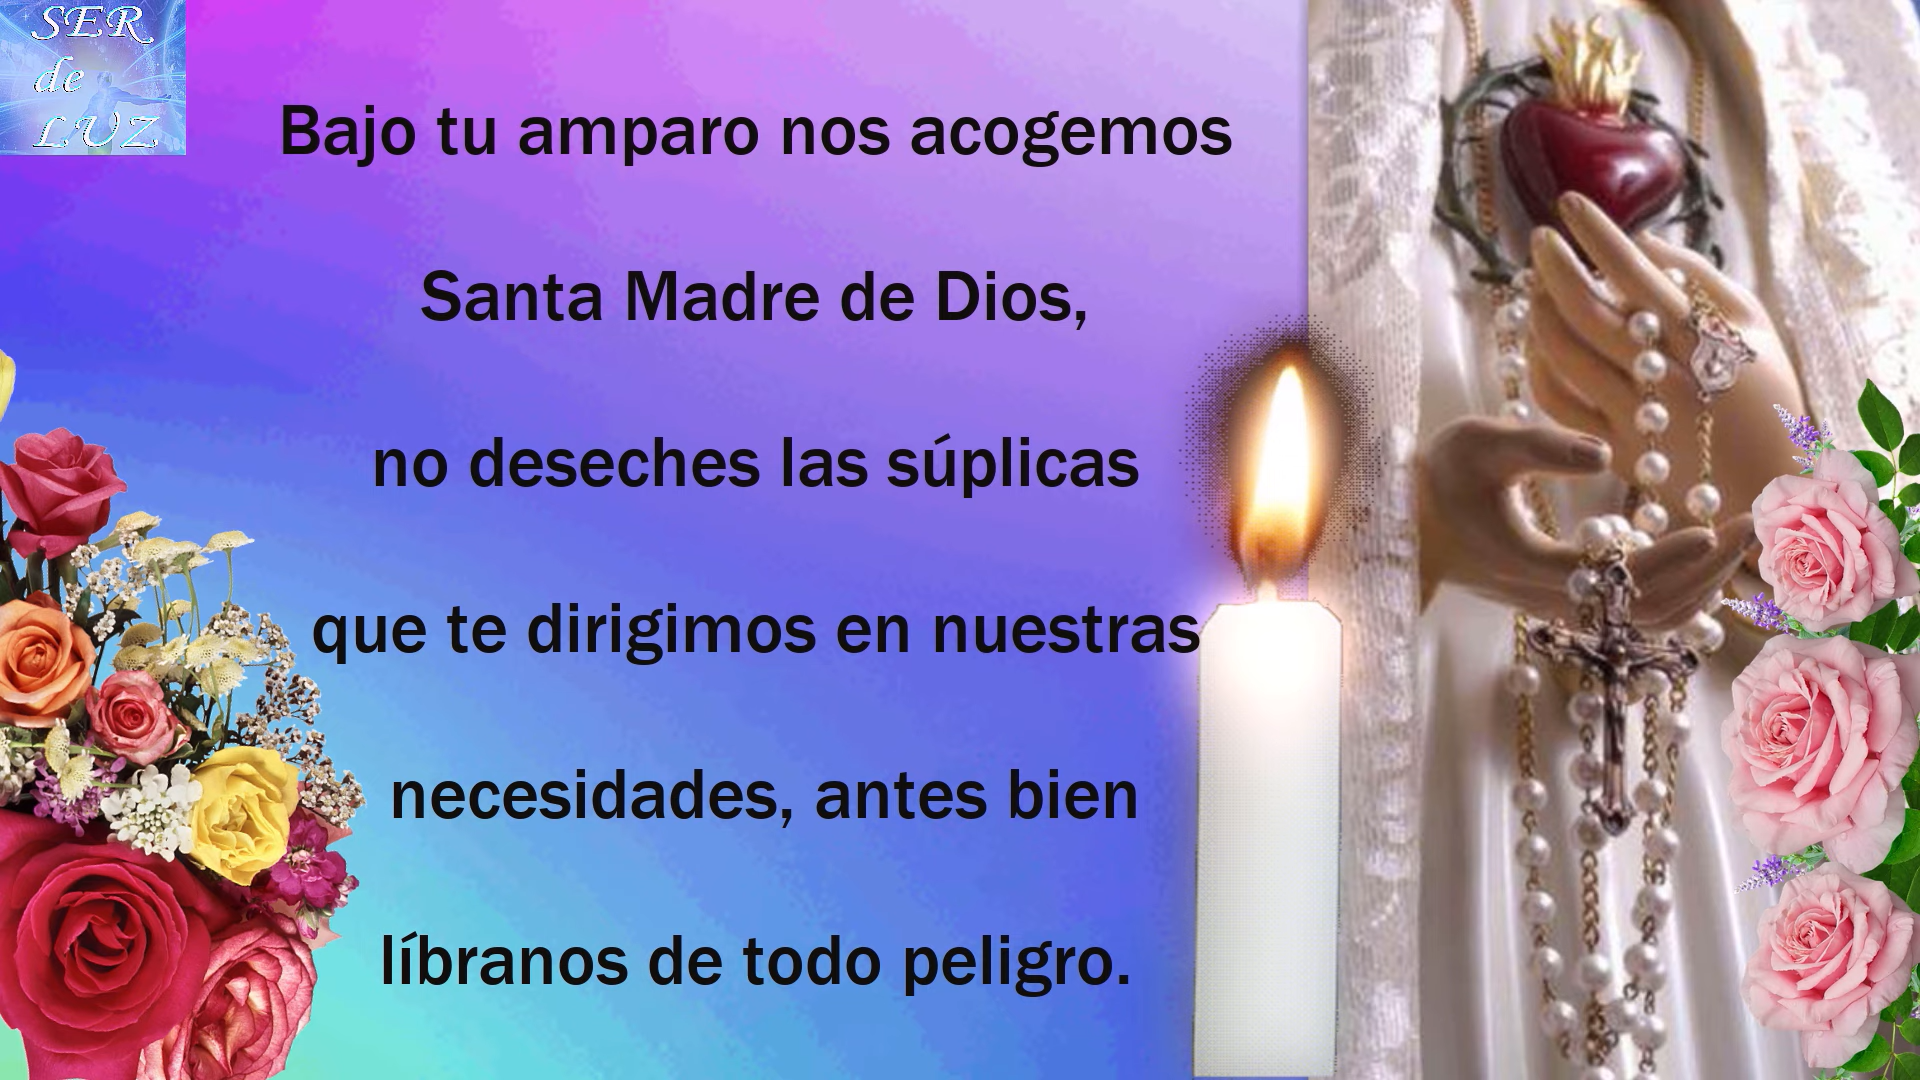 SER
de
LUZ
Bajo tu amparo nos acogemos
Santa Madre de Dios,
no deseches las súplicas
que te dirigimos en nuestras
necesidades, antes bien
líbranos de todo peligro.